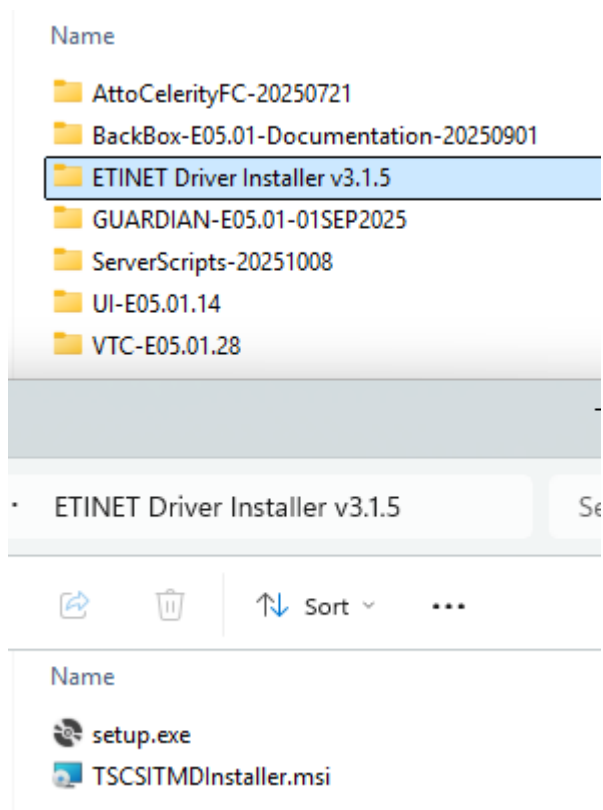 Name
AttoCelerityFC-20250721
BackBox-E05.01-Documentation-20250901
ETINET Driver Installer v3.1.5
GUARDIAN-E05.01-01SEP2025
ServerScripts-20251008
UI-E05.01.14
VTC-E05.01.28
ETINET Driver Installer v3.1.5
Se
Sort
Name
setup.exe
TSCSITMDInstaller.msi